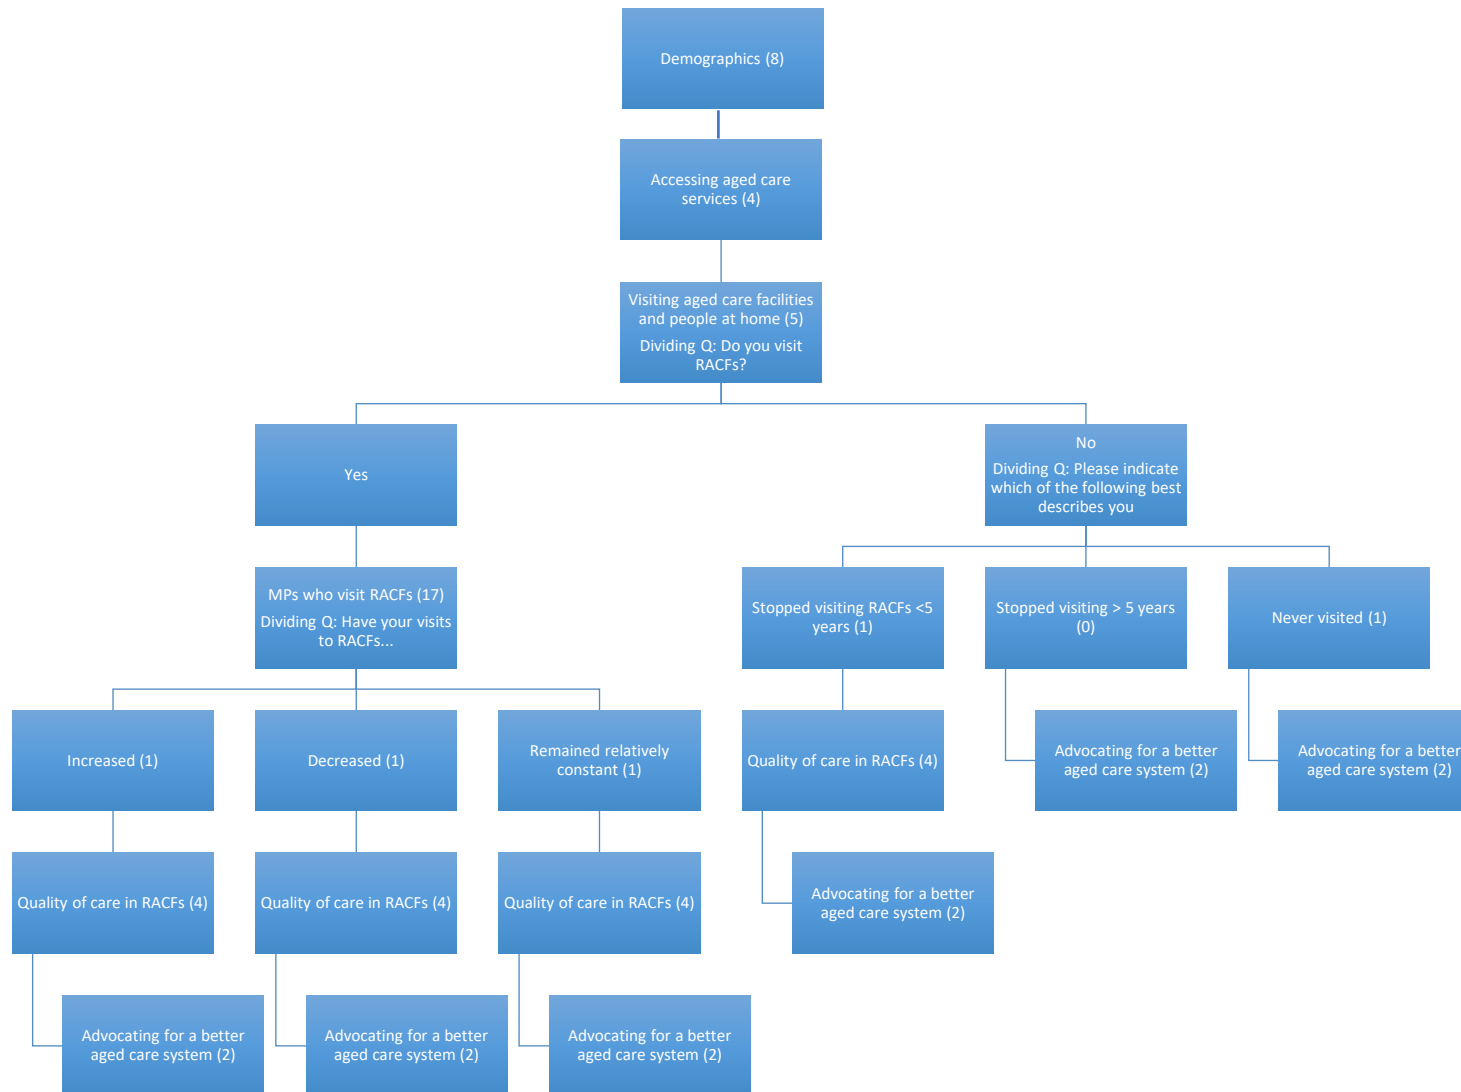 Demographics (8)
Accessing aged care
services (4)
Visiting aged care facilities
and people at home (5)
Dividing Q: Do you visit
RACFs?
Yes
No
Dividing Q: Please indicate
which of the following best
describes you
MPs who visit RACFs (17)
Dividing Q: Have your visits
to RACFs...
Stopped visiting RACFs <5
years (1)
Stopped visiting > 5 years
(0)
Never visited (1)
Increased (1)
Decreased (1)
Remained relatively
constant (1)
Quality of care in RACFs (4)
Advocating for a better
aged care system (2)
Advocating for a better
aged care system (2)
Quality of care in RACFs (4)
Quality of care in RACFs (4)
Quality of care in RACFs (4)
Advocating for a better
aged care system (2)
Advocating for a better
aged care system (2)
Advocating for a better
aged care system (2)
Advocating for a better
aged care system (2)